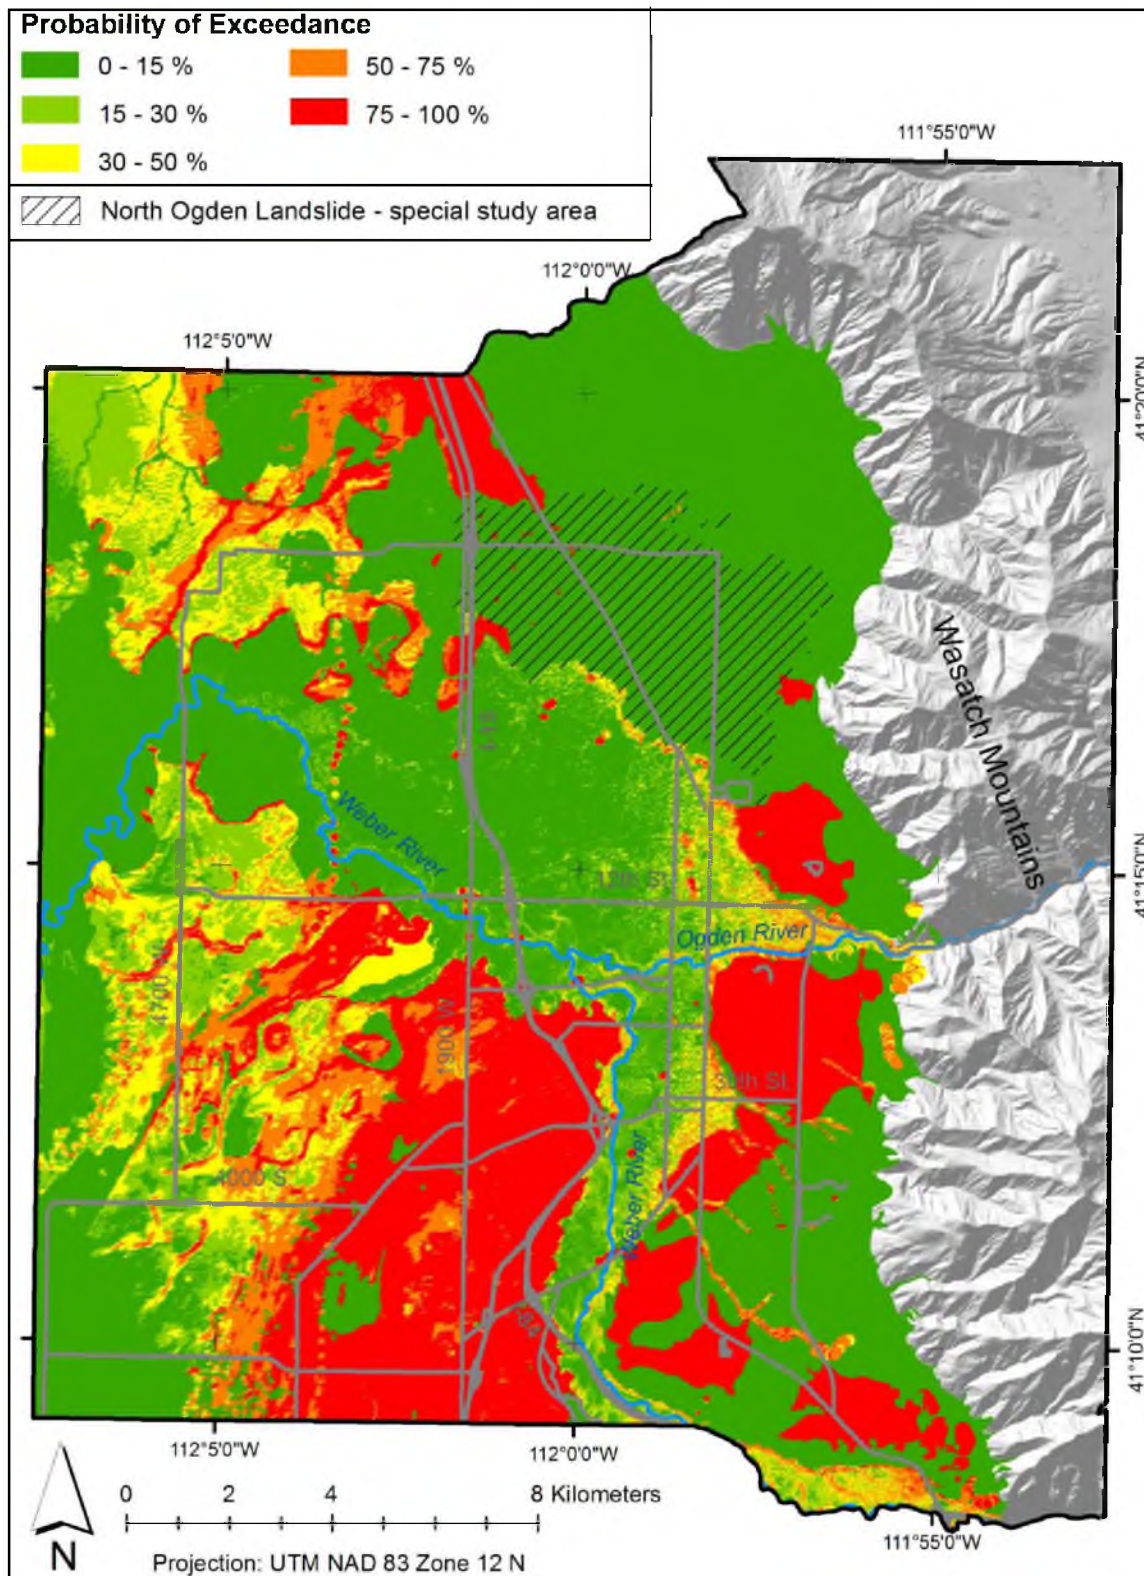 Probability of Exceedance
0 - 15 %
50 - 75 %
15 - 30 %
75 - 100 %
30 - 50 %
North Ogden Landslide - special study area
111°55'0"W
112°0'0"W
112°5'0"W
41°20'0"N
Wasatch Mountains
I-15
Weber River
41°15'0"N
12th St.
Ogden River
4700 W
1900 W
Weber River
4000 S
-84
41°10'0"N
112°5'0"W
112°0'0"W
111°55'0"W
0 2 4 8 Kilometers
N
Projection: UTM NAD 83 Zone 12 N